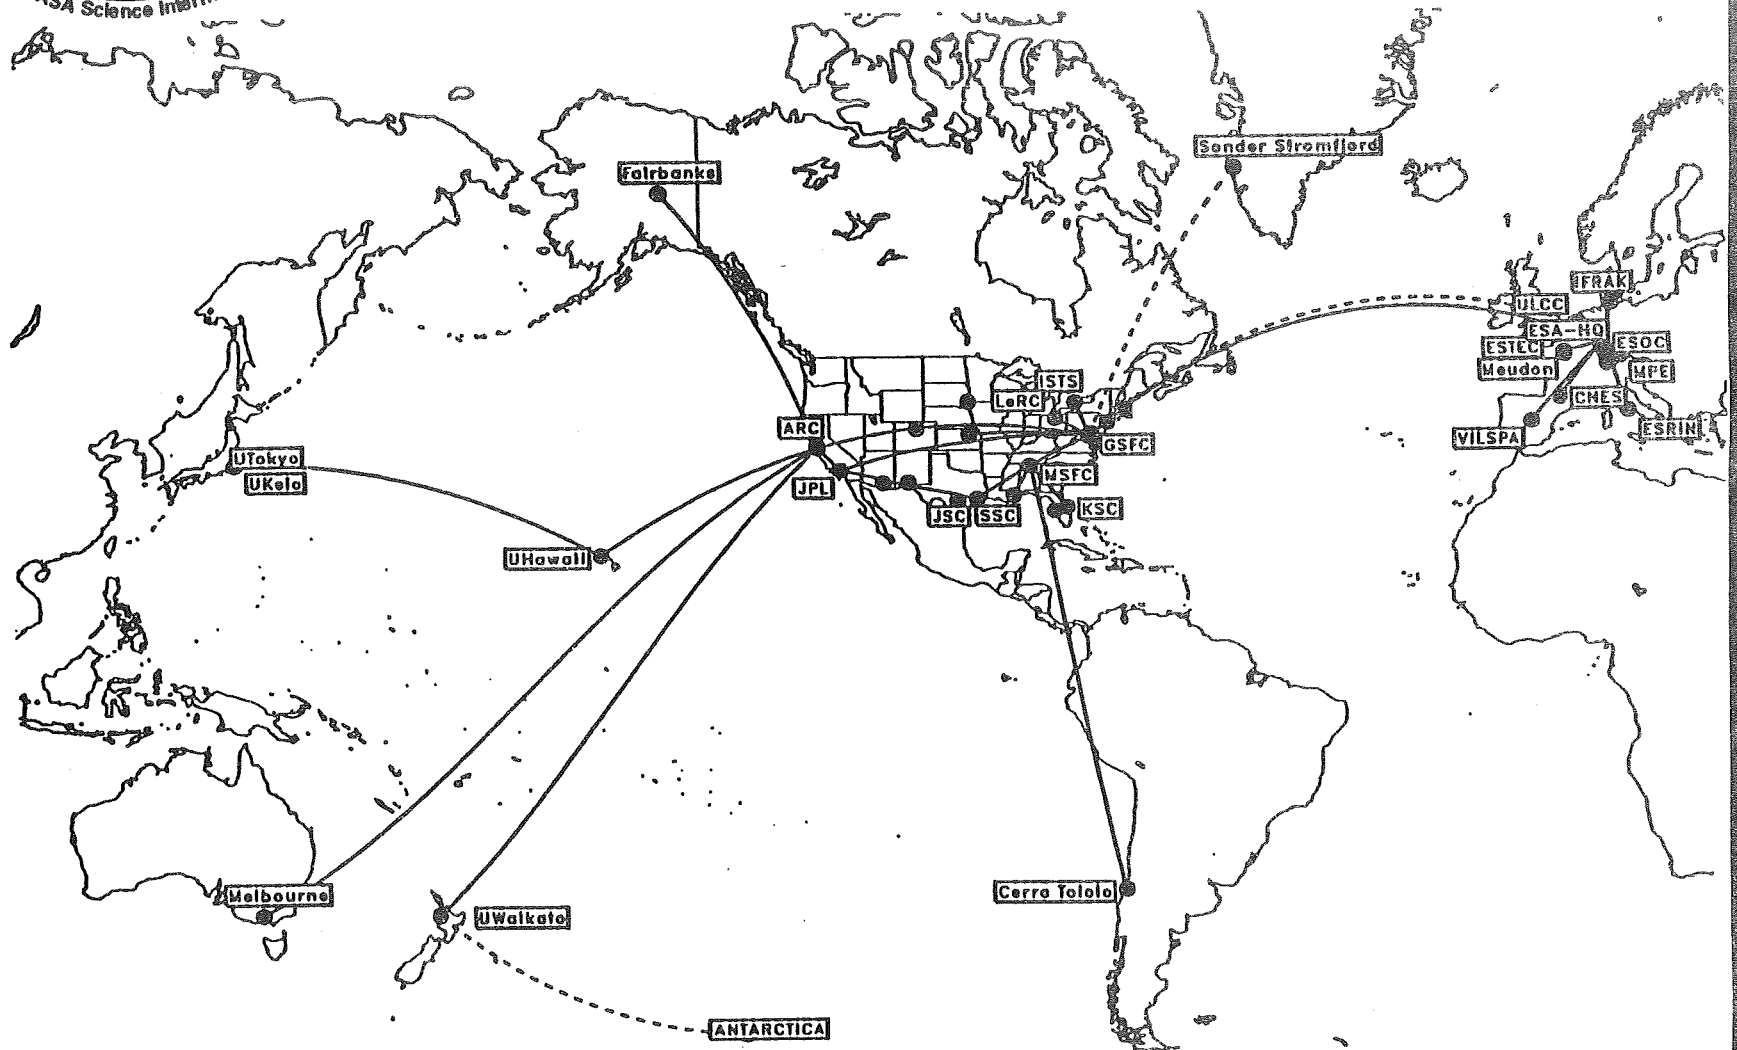 SA Science Intern
Sonder Stromfjord
Fairbanks
IFRAK
ULCC
ESA-HQ
ESTEC
ESOC
Meudon
MPE
ISTS
LeRC
CNES
ARC
VILSPA
ESRIN
GSFC
UTokyo
UKeio
MSFC
JPL
JSC
SSC
KSC
UHawaii
Melbourne
Cerro Tololo
UWaikato
ANTARCTICA